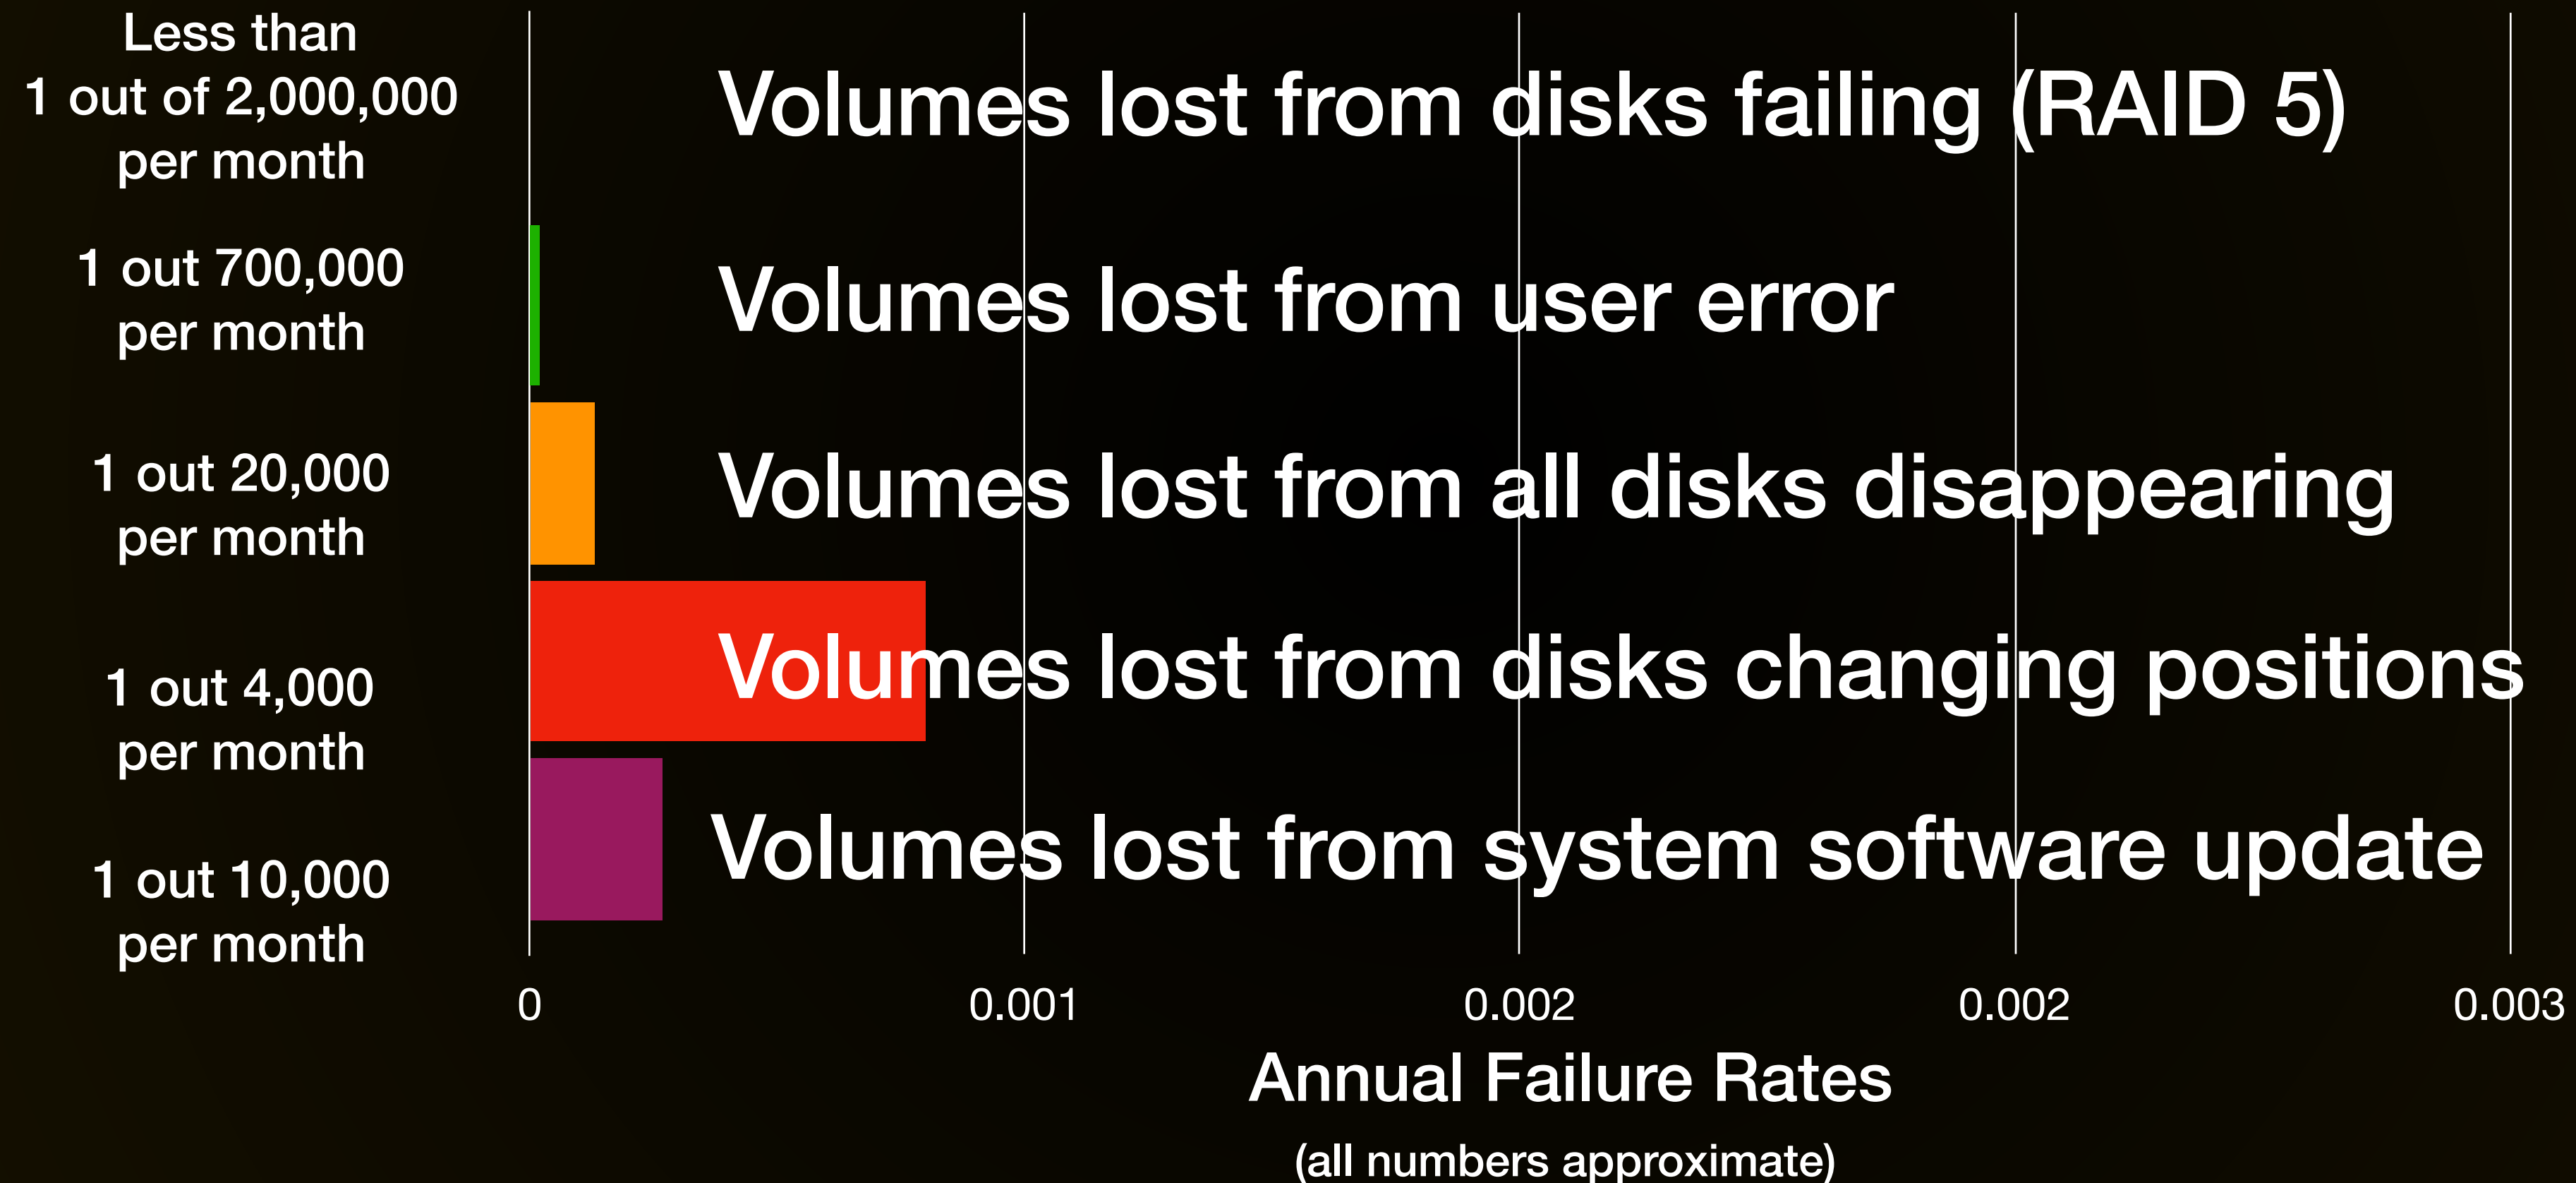 Less than
1 out of 2,000,000
per month
Volumes lost from disks failing (RAID 5)
1 out 700,000
per month
Volumes lost from user error
1 out 20,000
per month
Volumes lost from all disks disappearing
1 out 4,000
per month
Volumes lost from disks changing positions
1 out 10,000
per month
Volumes lost from system software update
0 0.001 0.002 0.002 0.003
Annual Failure Rates
(all numbers approximate)